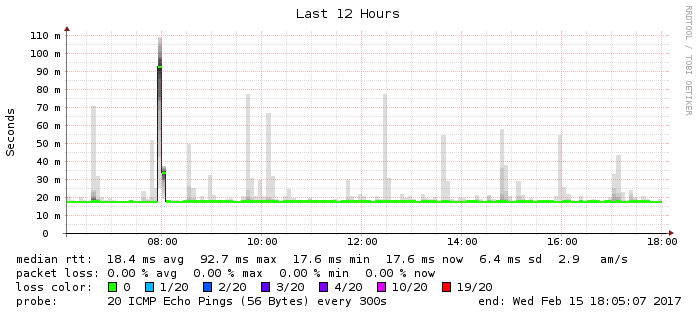 Last 12 Hours
RRDTOOL / TOBI OETIKER
Seconds
110 m
100 m
90 m
80 m
70 m
60 m
50 m
40 m
30 m
20 m
10 m
0
08:00 10:00 12:00 14:00 16:00 18:00
median rtt: 18.4 ms avg 92.7 ms max 17.6 ms min 17.6 ms now 6.4 ms sd 2.9 am/s
packet loss: 0.00 % avg 0.00 % max 0.00 % min 0.00 % now
loss color: 0 1/20 2/20 3/20 4/20 10/20 19/20
probe: 20 ICMP Echo Pings (56 Bytes) every 300s end: Wed Feb 15 18:05:07 2017